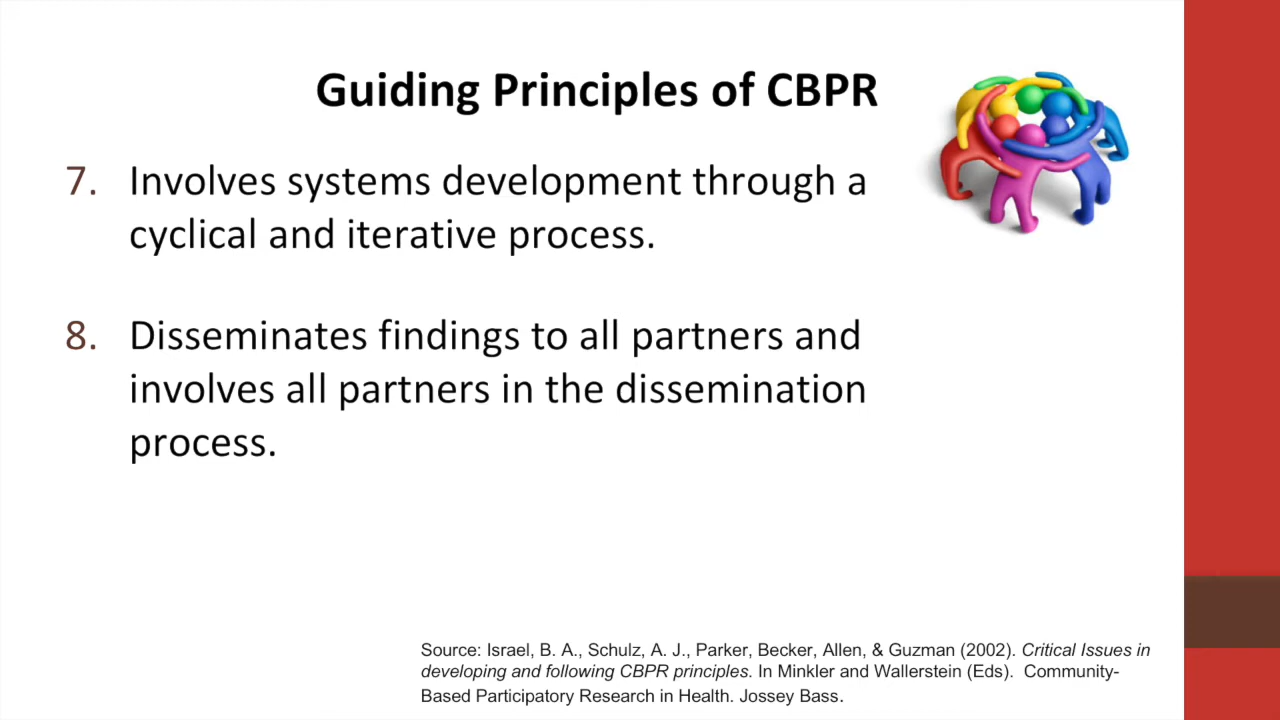 Guiding Principles of CBPR
7. Involves systems development through a
cyclical and iterative process.
8. Disseminates findings to all partners and
involves all partners in the dissemination
process.
Source: Israel, B. A., Schulz, A. J., Parker, Becker, Allen, & Guzman (2002). Critical Issues in
developing and following CBPR principles. In Minkler and Wallerstein (Eds). Community-
Based Participatory Research in Health. Jossey Bass.